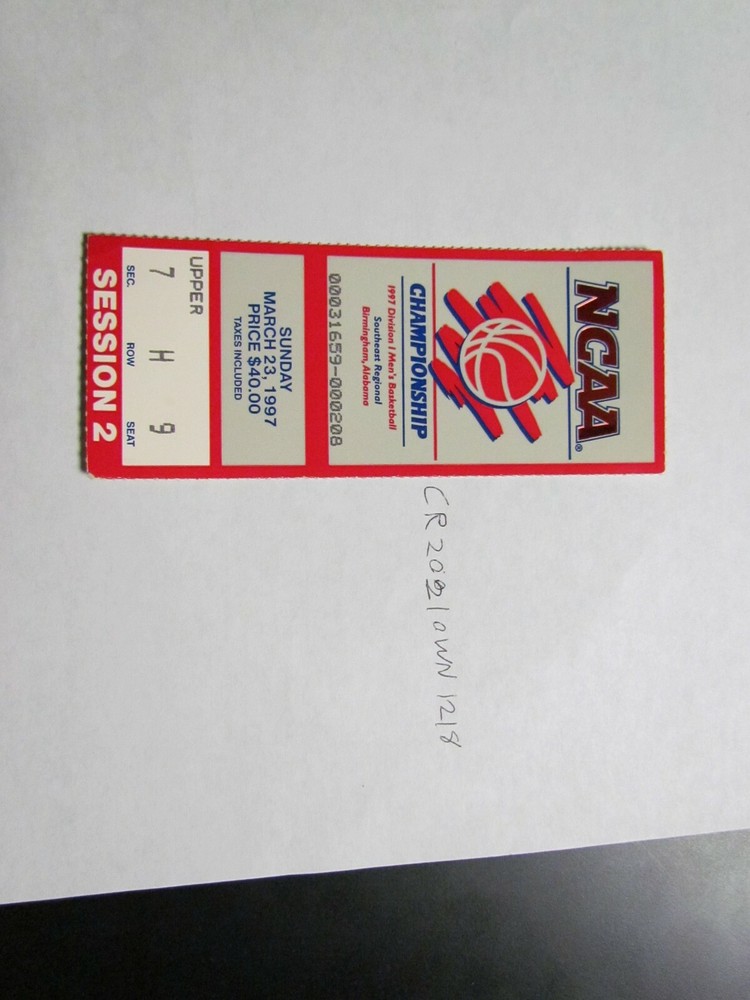 NCAA®
CHAMPIONSHIP
1997 Division I Men's Basketball
Southeast Regional
Birmingham, Alabama
00031659-000208
SUNDAY
MARCH 23, 1997
PRICE $40.00
TAXES INCLUDED
UPPER
7 H 9
SEC. ROW SEAT
SESSION 2